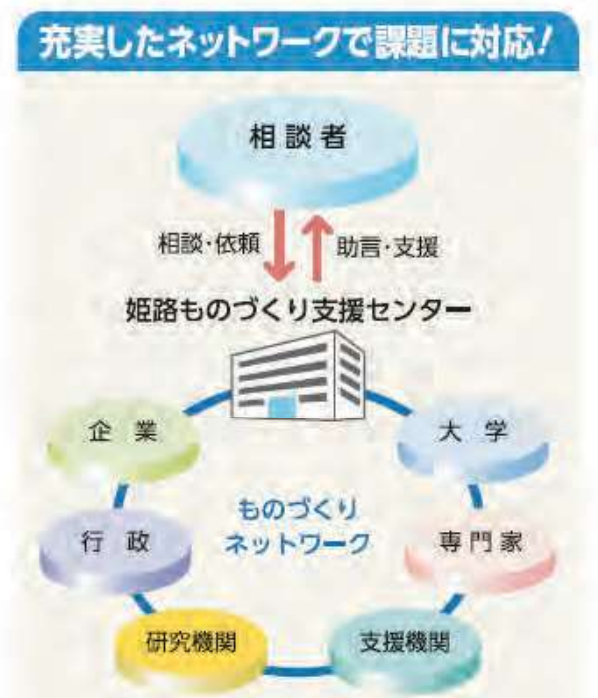 充実したネットワークで課題に対応!
相談者
相談・依頼
助言・支援
姫路ものづくり支援センター
企業
大学
ものづくり
ネットワーク
行政
専門家
研究機関
支援機関